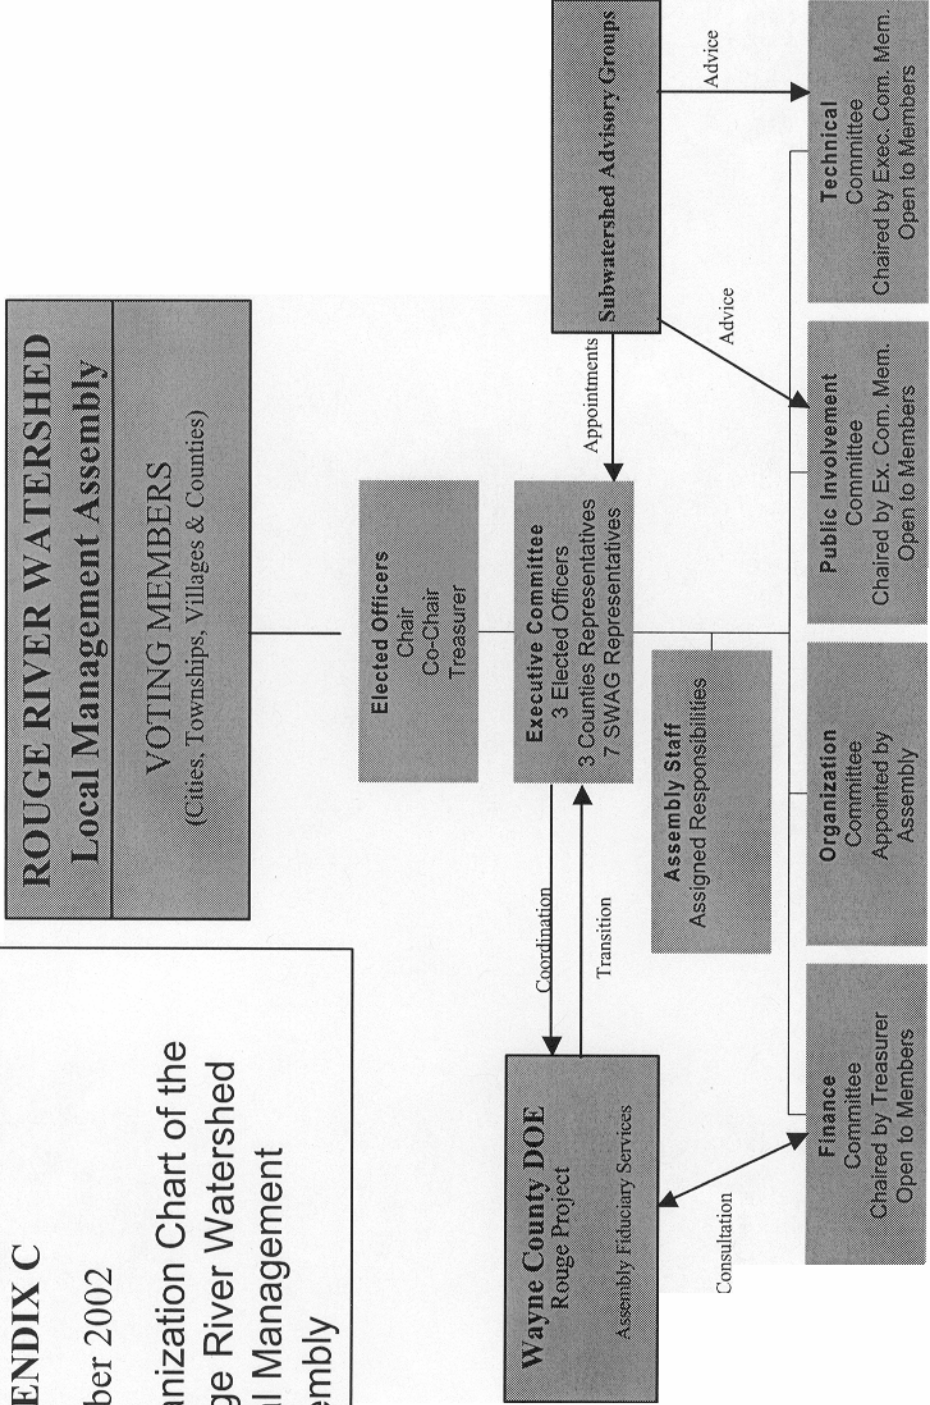 ENDIX C
ber 2002
anization Chart of the
ge River Watershed
l Management
embly
ROUGE RIVER WATERSHED
Local Management Assembly
VOTING MEMBERS
(Cities, Townships, Villages & Counties)
Elected Officers
Chair
Co-Chair
Treasurer
Wayne County DOE
Rouge Project
Assembly Fiduciary Services
Coordination
Transition
Executive Committee
3 Elected Officers
3 Counties Representatives
7 SWAG Representatives
Appointments
Subwatershed Advisory Groups
Assembly Staff
Assigned Responsibilities
Consultation
Advice
Advice
Finance
Committee
Chaired by Treasurer
Open to Members
Organization
Committee
Appointed by
Assembly
Public Involvement
Committee
Chaired by Ex. Com. Mem.
Open to Members
Technical
Committee
Chaired by Exec. Com. Mem.
Open to Members